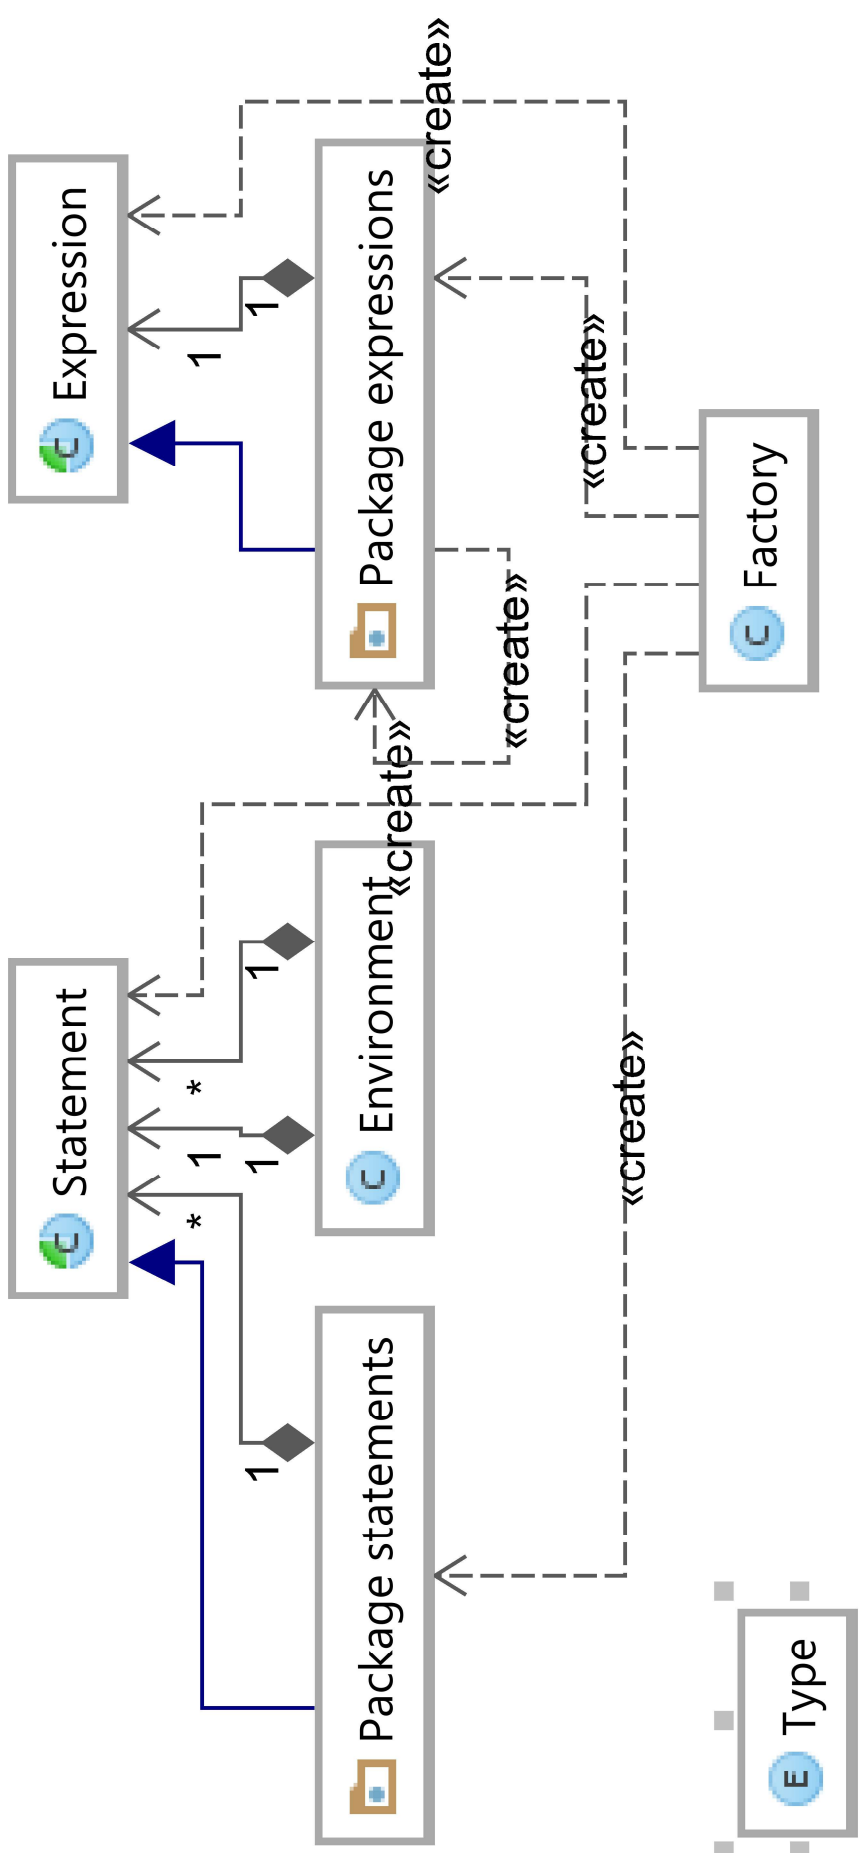 C Statement
C Expression
*
1
*
1
1
1
1
1
Package statements
C Environment
Package expressions
«create»
«create»
«create»
«create»
«create»
C Factory
E Type